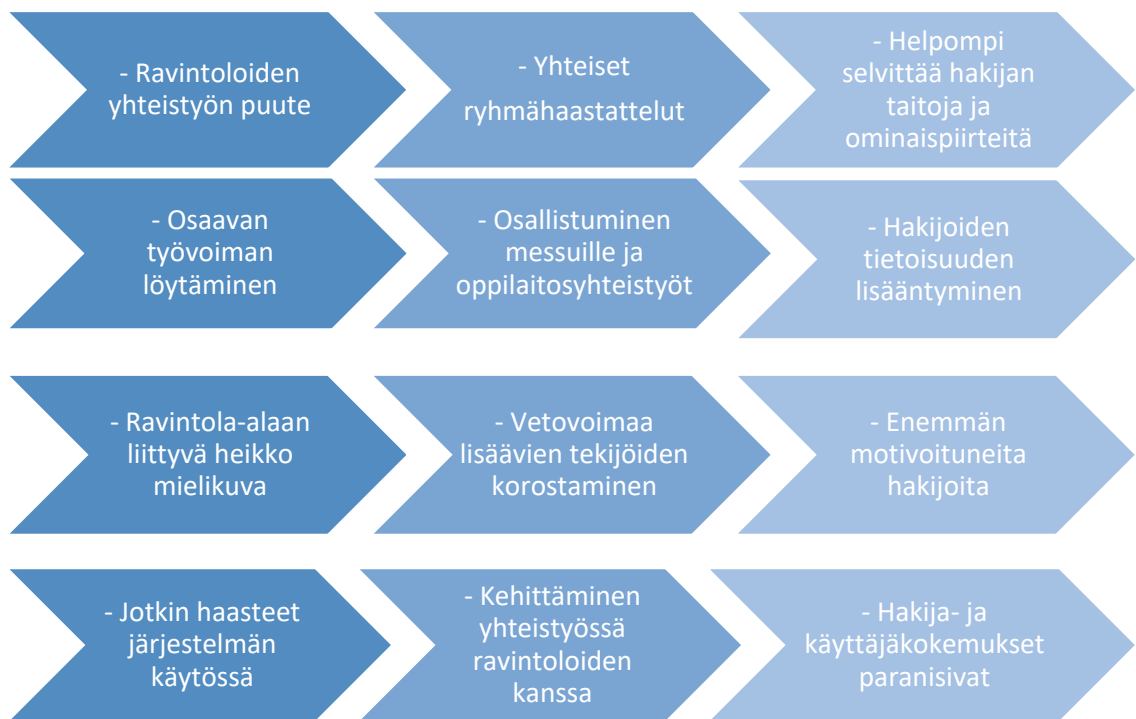 - Ravintoloiden
yhteistyön puute
- Yhteiset
ryhmähaastattelut
- Helpompi
selvittää hakijan
taitoja ja
ominaispiirteitä
- Osaavan
työvoiman
löytäminen
- Osallistuminen
messuille ja
oppilaitosyhteistyöt
- Hakijoiden
tietoisuuden
lisääntyminen
- Ravintola-alaan
liittyvä heikko
mielikuva
- Vetovoimaa
lisäävien tekijöiden
korostaminen
- Enemmän
motivoituneita
hakijoita
- Jotkin haasteet
järjestelmän
käytössä
- Kehittäminen
yhteistyössä
ravintoloiden
kanssa
- Hakija- ja
käyttäjäkokemukset
paranisivat